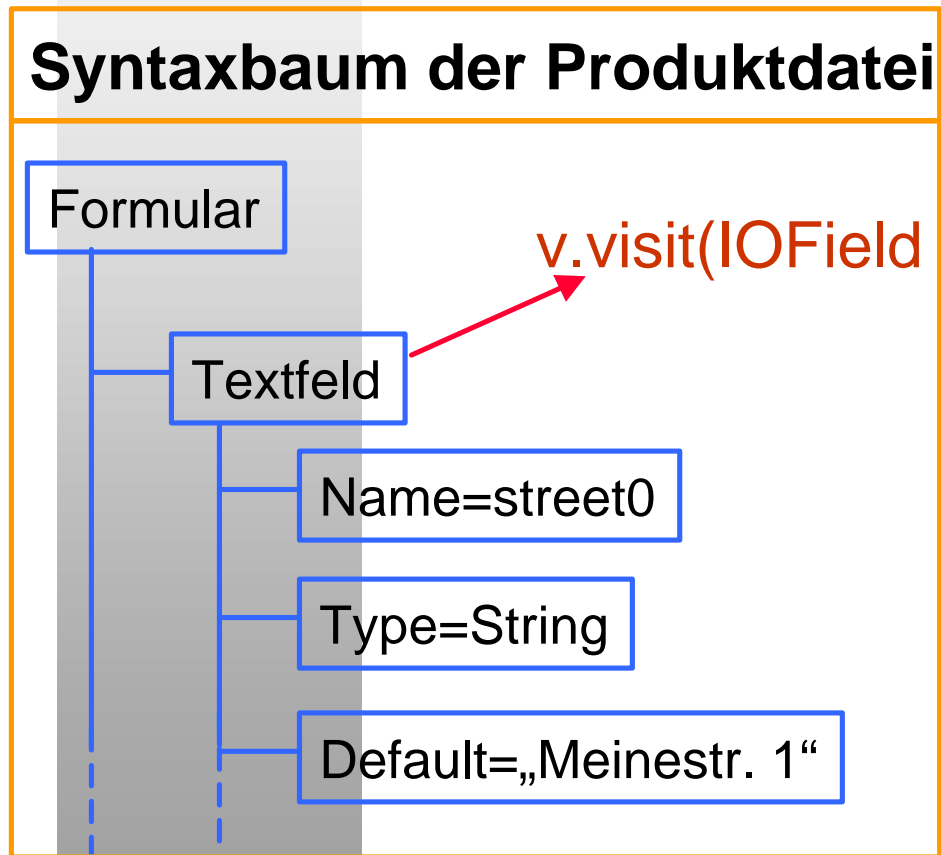 Syntaxbaum der Produktdatei
Formular
v.visit(IOField
Textfeld
Name=street0
Type=String
Default=„Meinestr. 1“